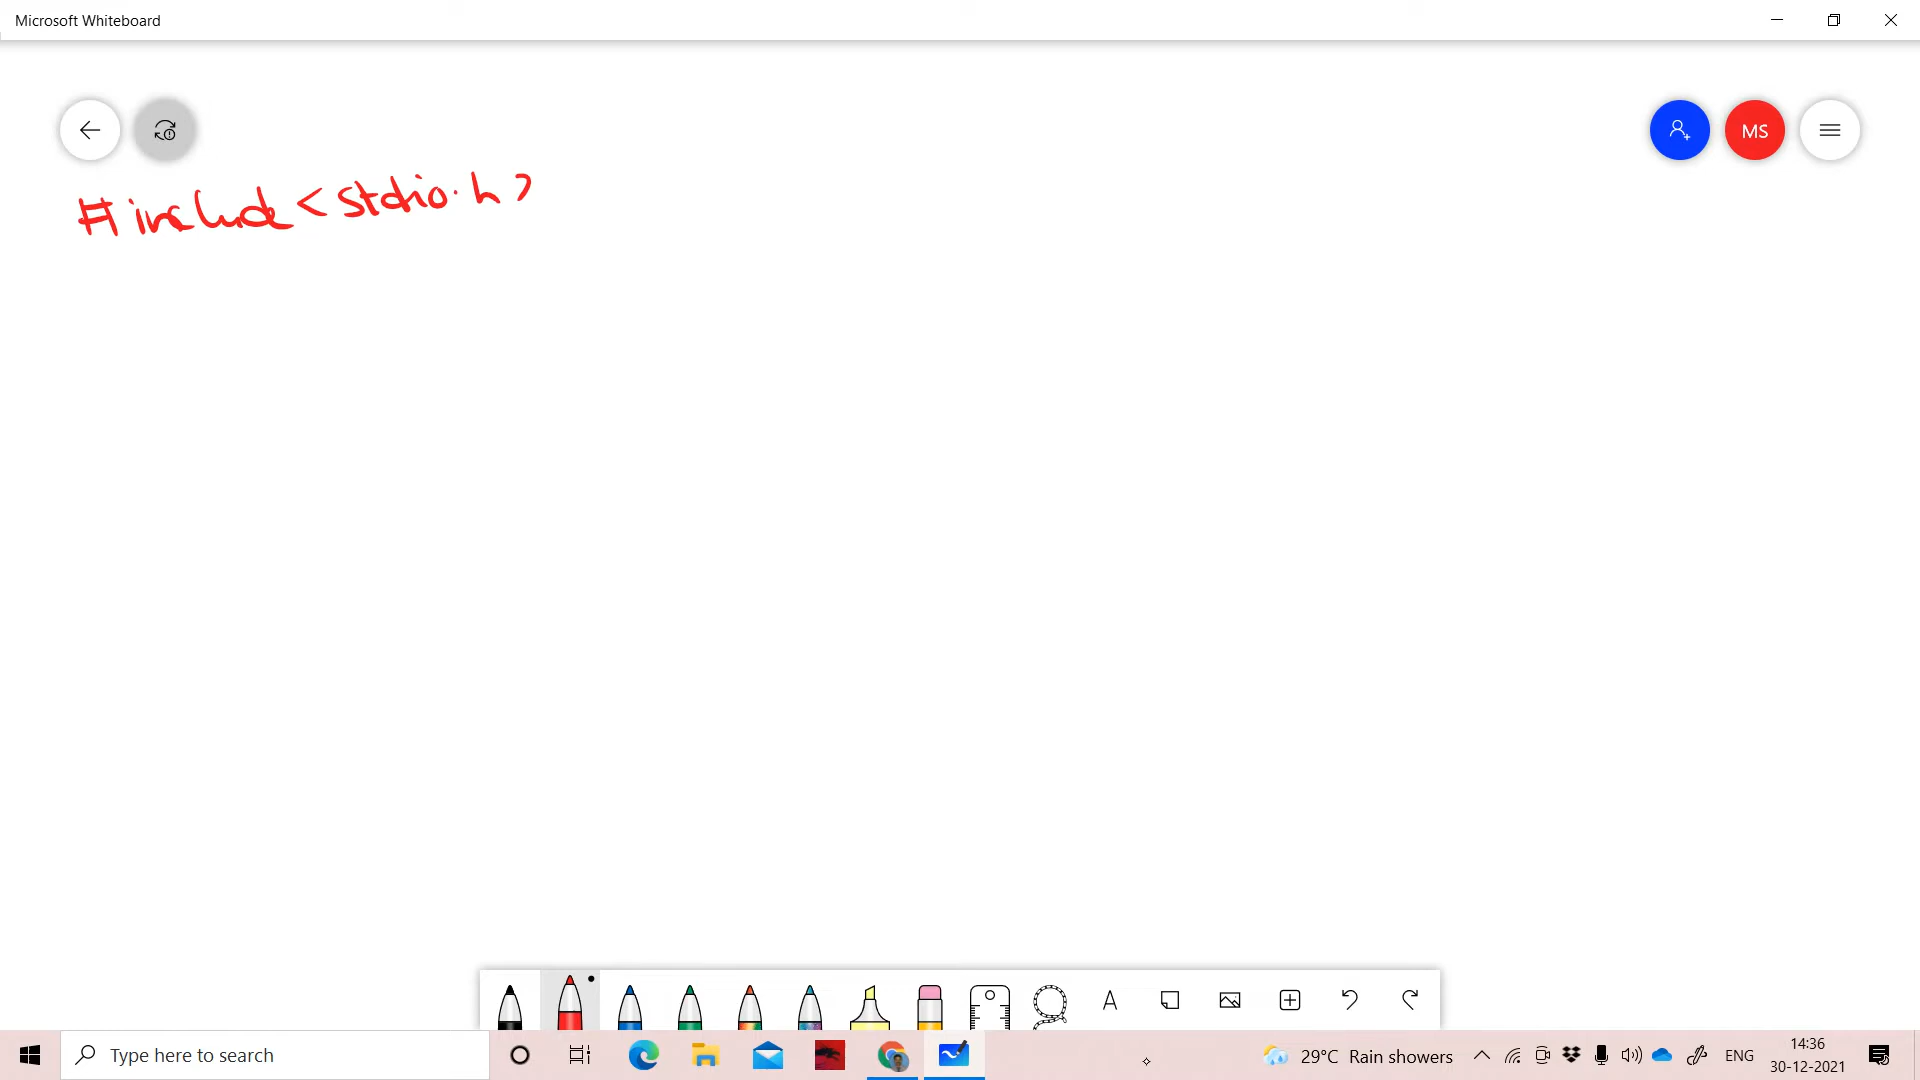 Microsoft Whiteboard
MS
#include<stdio.h>
A
Type here to search
29°C Rain showers
ENG
14:36
30-12-2021